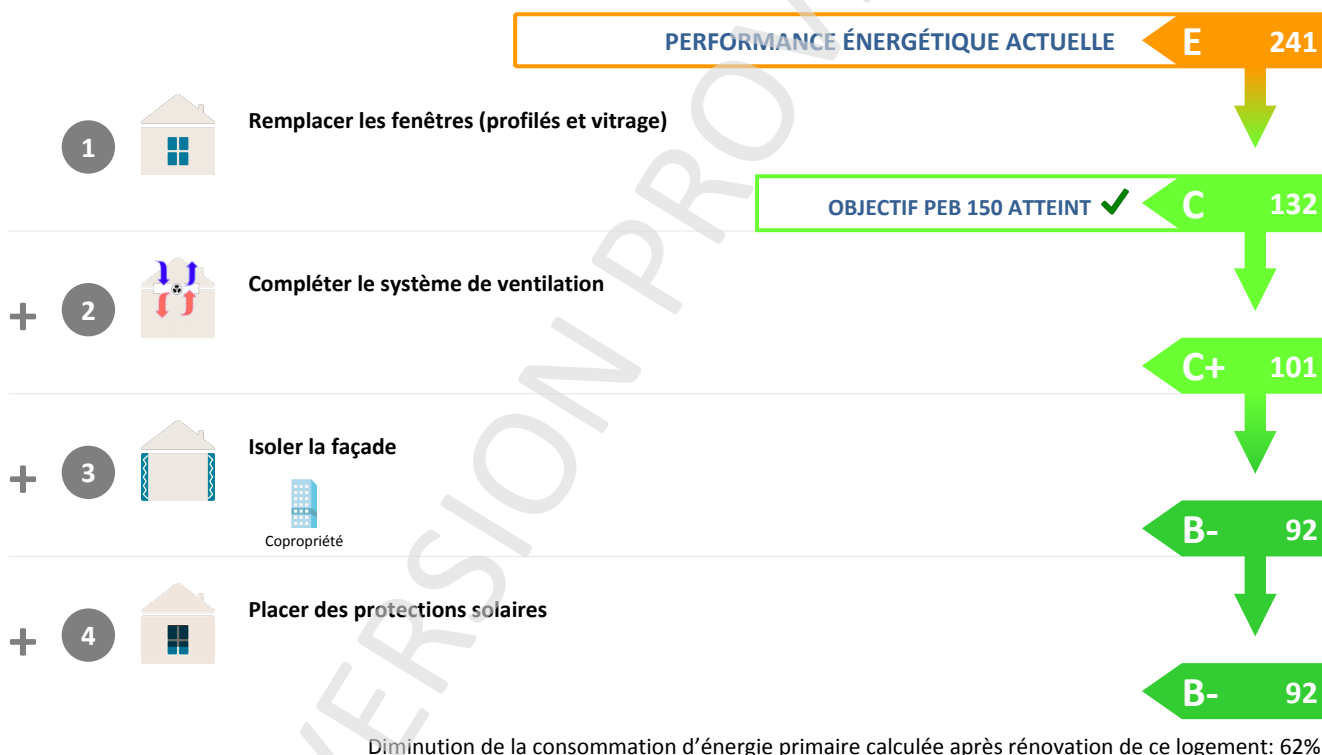 PERFORMANCE ÉNERGÉTIQUE ACTUELLE E 241
1 Remplacer les fenêtres (profilés et vitrage)
OBJECTIF PEB 150 ATTEINT ✔ C 132
+ 2 Compléter le système de ventilation
C+ 101
+ 3 Isoler la façade
Copropriété
B- 92
+ 4 Placer des protections solaires
B- 92
Diminution de la consommation d'énergie primaire calculée après rénovation de ce logement: 62%
VERSION PROV